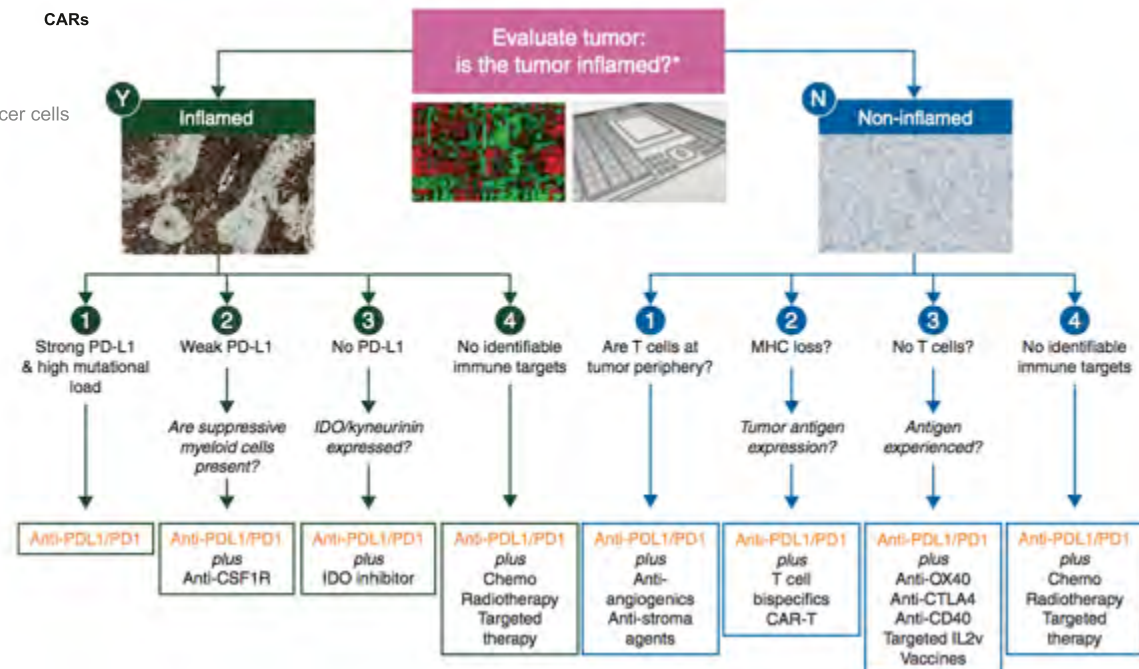 CARs
cer cells
Evaluate tumor:
is the tumor inflamed?*
Y
Inflamed
N
Non-inflamed
1
Strong PD-L1
& high mutational
load
2
Weak PD-L1
Are suppressive
myeloid cells
present?
3
No PD-L1
IDO/kyneurinin
expressed?
4
No identifiable
immune targets
1
Are T cells at
tumor periphery?
2
MHC loss?
Tumor antigen
expression?
3
No T cells?
Antigen
experienced?
4
No identifiable
immune targets
Anti-PDL1/PD1
Anti-PDL1/PD1
plus
Anti-CSF1R
Anti-PDL1/PD1
plus
IDO inhibitor
Anti-PDL1/PD1
plus
Chemo
Radiotherapy
Targeted
therapy
Anti-PDL1/PD1
plus
Anti-
angiogenics
Anti-stroma
agents
Anti-PDL1/PD1
plus
T cell
bispecifics
CAR-T
Anti-PDL1/PD1
plus
Anti-OX40
Anti-CTLA4
Anti-CD40
Targeted IL2v
Vaccines
Anti-PDL1/PD1
plus
Chemo
Radiotherapy
Targeted
therapy